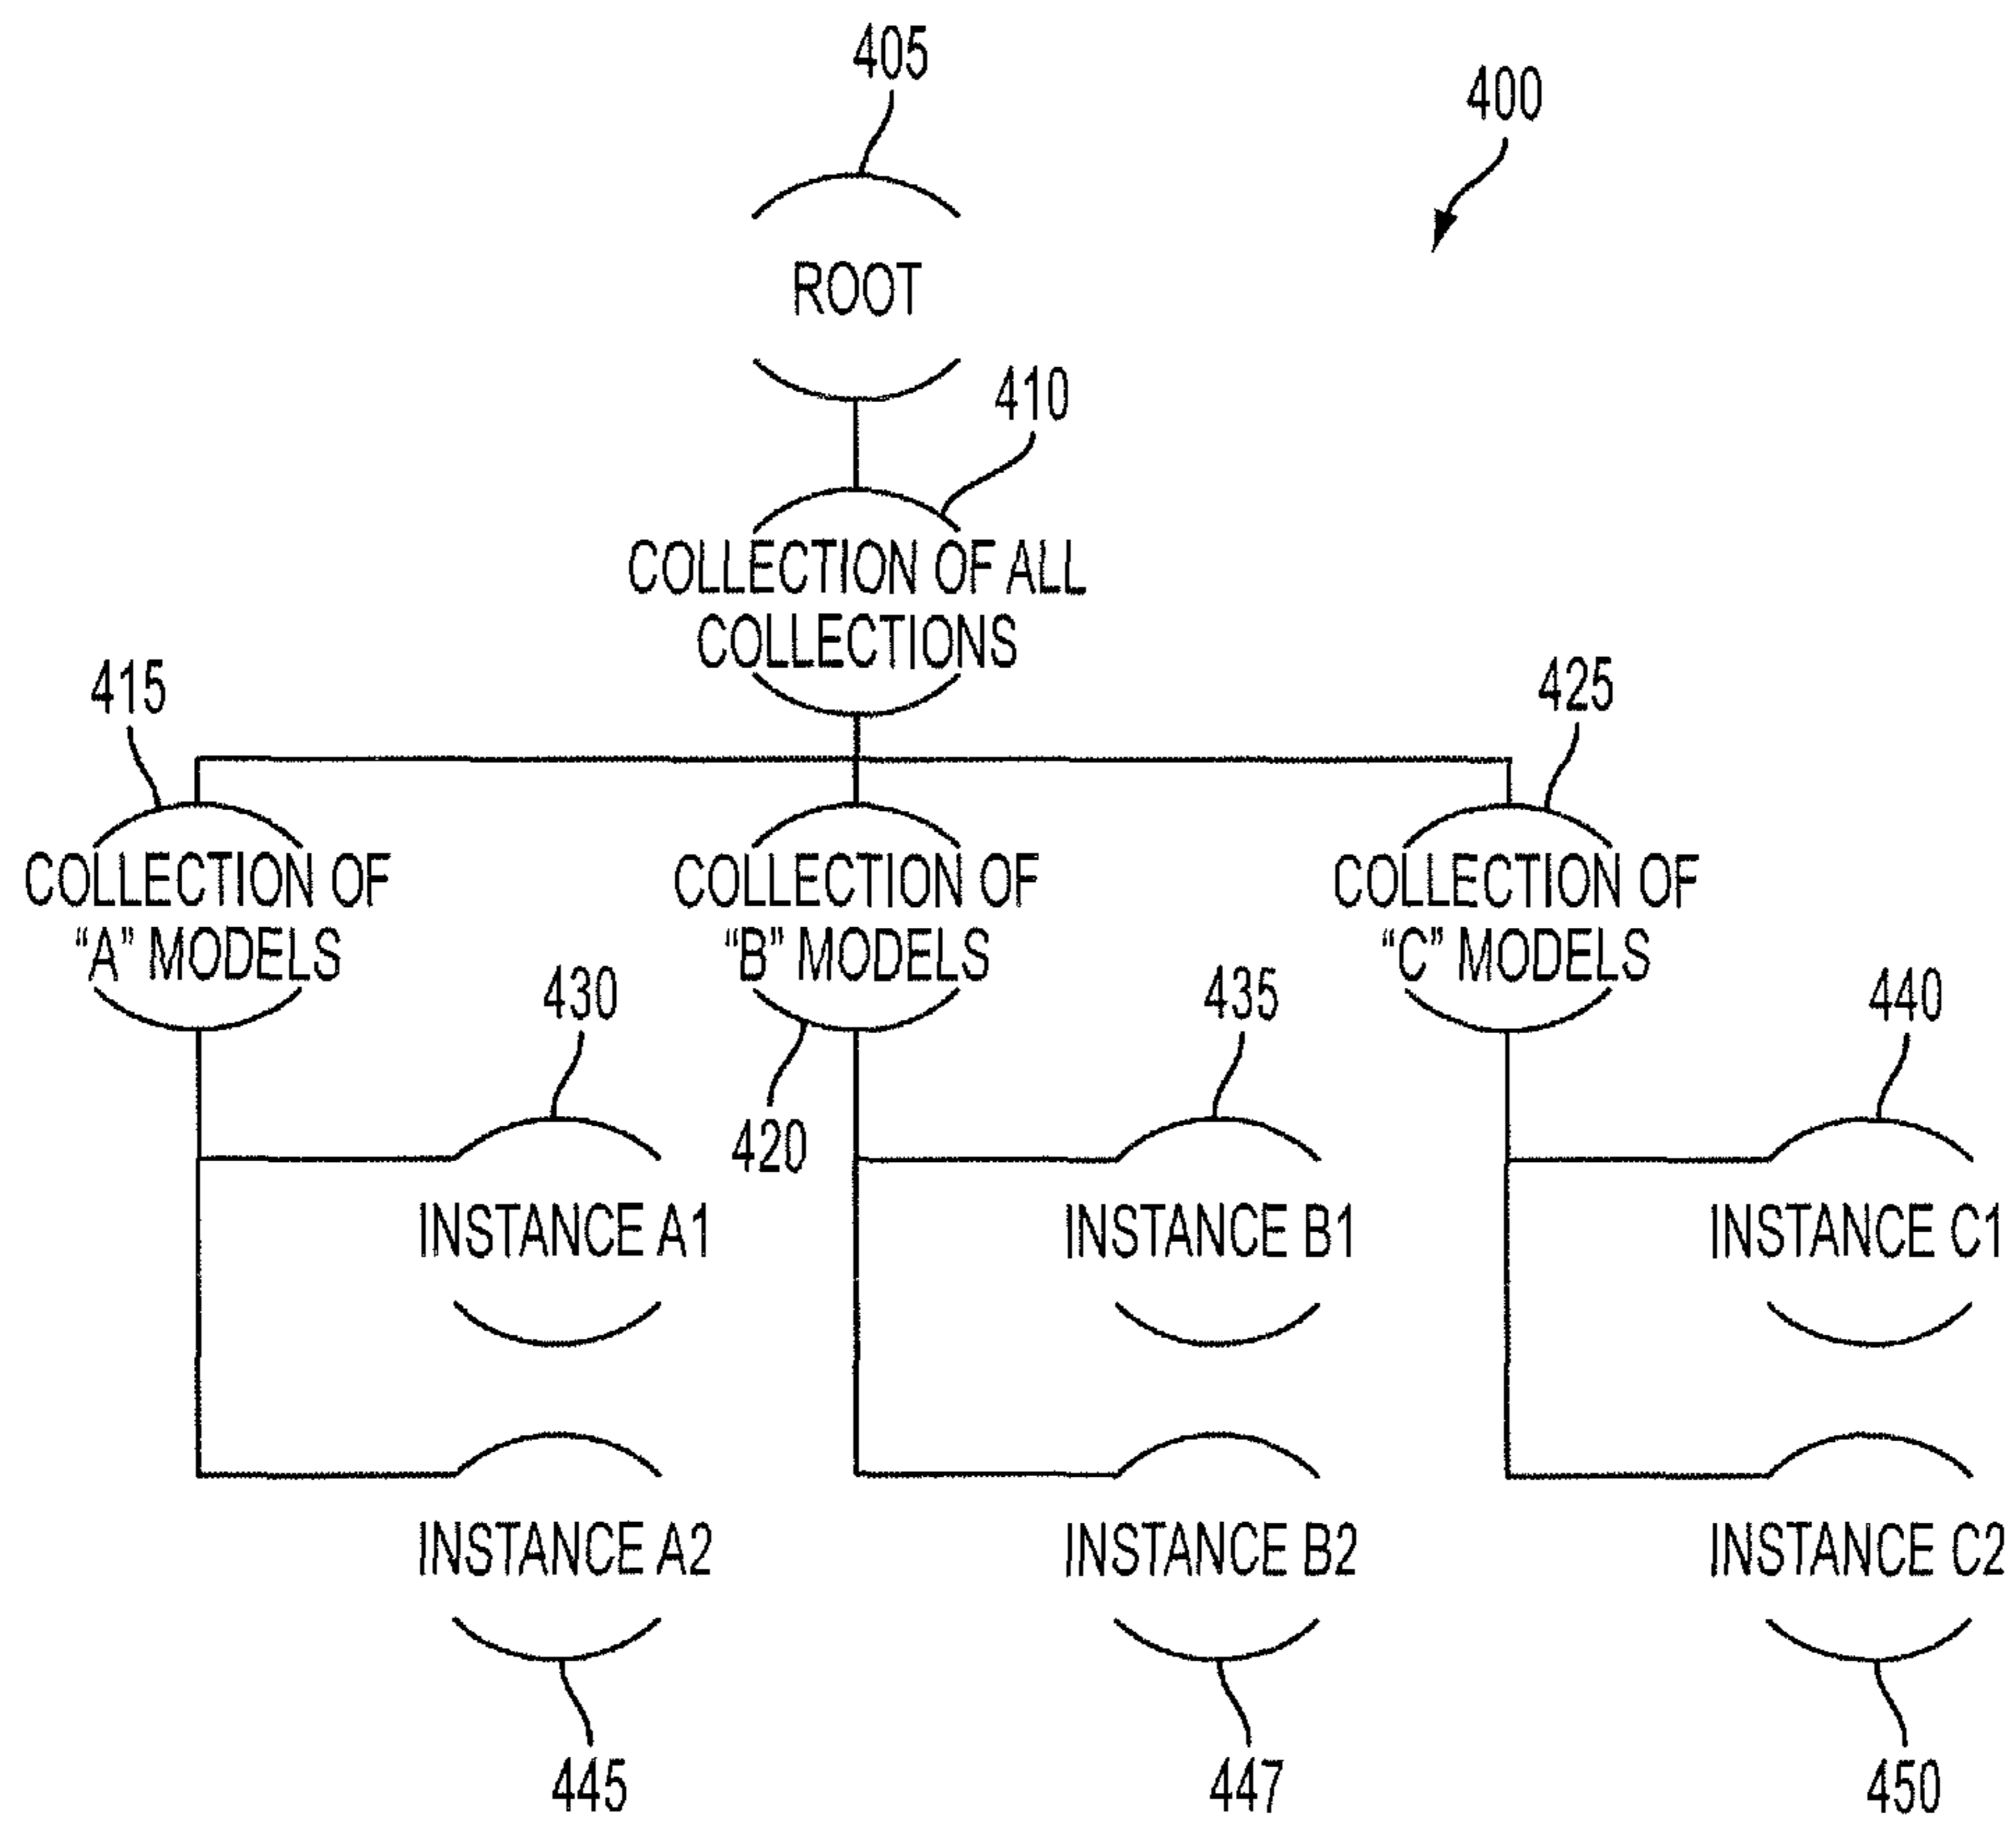 405
400
ROOT
410
COLLECTION OF ALL
COLLECTIONS
415
425
COLLECTION OF
"A" MODELS
COLLECTION OF
"B" MODELS
COLLECTION OF
"C" MODELS
430
435
440
420
INSTANCE A1
INSTANCE B1
INSTANCE C1
INSTANCE A2
INSTANCE B2
INSTANCE C2
445
447
450